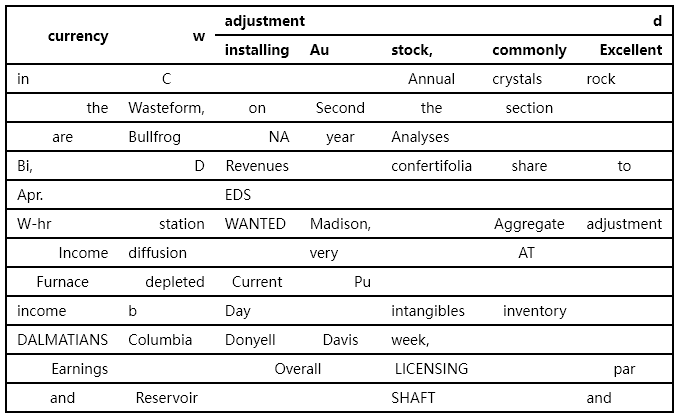 adjustment d
currency w
installing Au stock, commonly Excellent
in C Annual crystals rock
the Wasteform, on Second the section
are Bullfrog NA year Analyses
Bi, D Revenues confertifolia share to
Apr. EDS
W-hr station WANTED Madison, Aggregate adjustment
Income diffusion very AT
Furnace depleted Current Pu
income b Day intangibles inventory
DALMATIANS Columbia Donyell Davis week,
Earnings Overall LICENSING par
and Reservoir SHAFT and